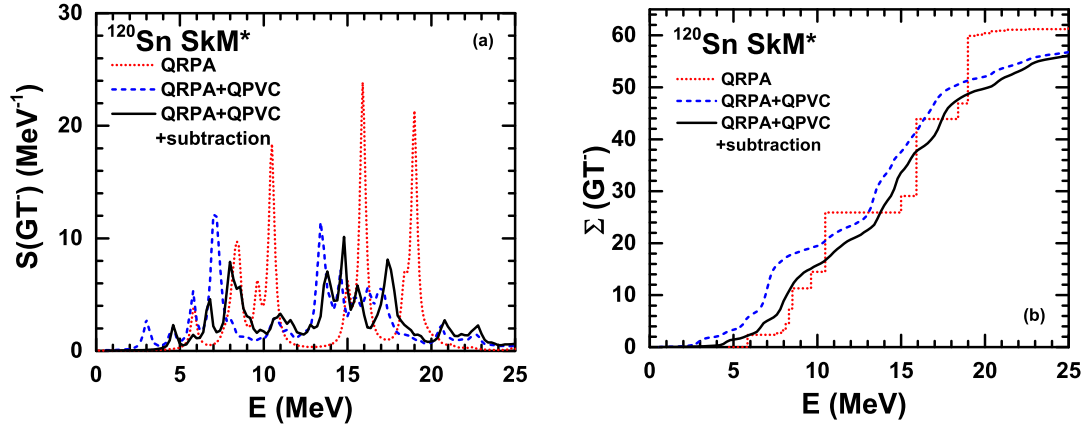 ¹²⁰Sn SkM*
(a)
QRPA
QRPA+QPVC
QRPA+QPVC
+subtraction
S(GT⁻) (MeV⁻¹)
30
20
10
0
0 5 10 15 20 25
E (MeV)
¹²⁰Sn SkM*
QRPA
QRPA+QPVC
QRPA+QPVC
+subtraction
(b)
Σ (GT⁻)
60
50
40
30
20
10
0
0 5 10 15 20 25
E (MeV)